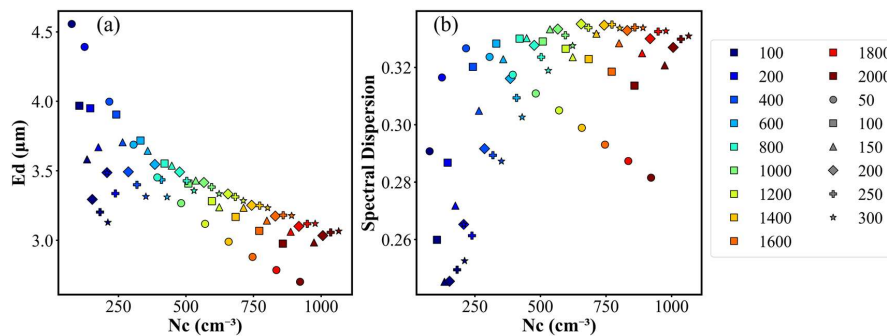 (a)
4.5
4.0
3.5
3.0
Ed (μm)
250 500 750 1000
Nc (cm⁻³)
(b)
0.32
0.30
0.28
0.26
Spectral Dispersion
250 500 750 1000
Nc (cm⁻³)
100 1800
200 2000
400 50
600 100
800 150
1000 200
1200 250
1400 300
1600